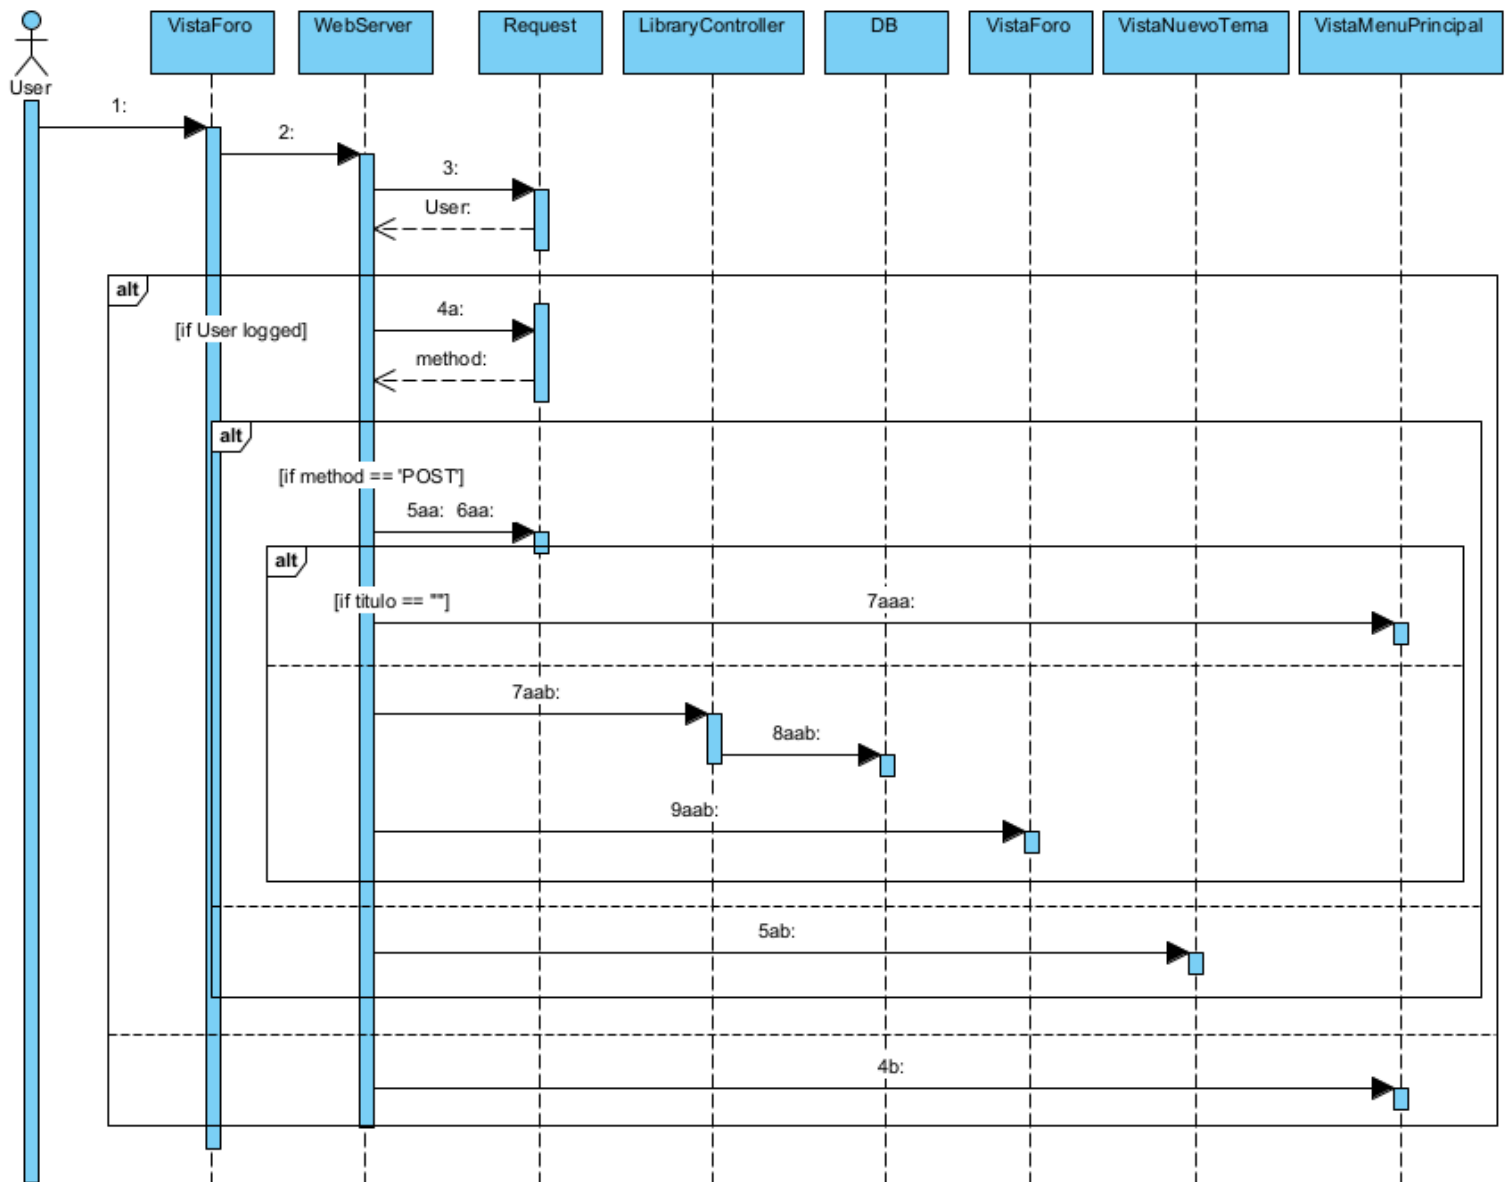 VistaForo
WebServer
Request
LibraryController
DB
VistaForo
VistaNuevoTema
VistaMenuPrincipal
User
1:
2:
3:
User:
alt
[if User logged]
4a:
method:
alt
[if method == 'POST']
5aa: 6aa:
alt
[if titulo == ""]
7aaa:
7aab:
8aab:
9aab:
5ab:
4b: